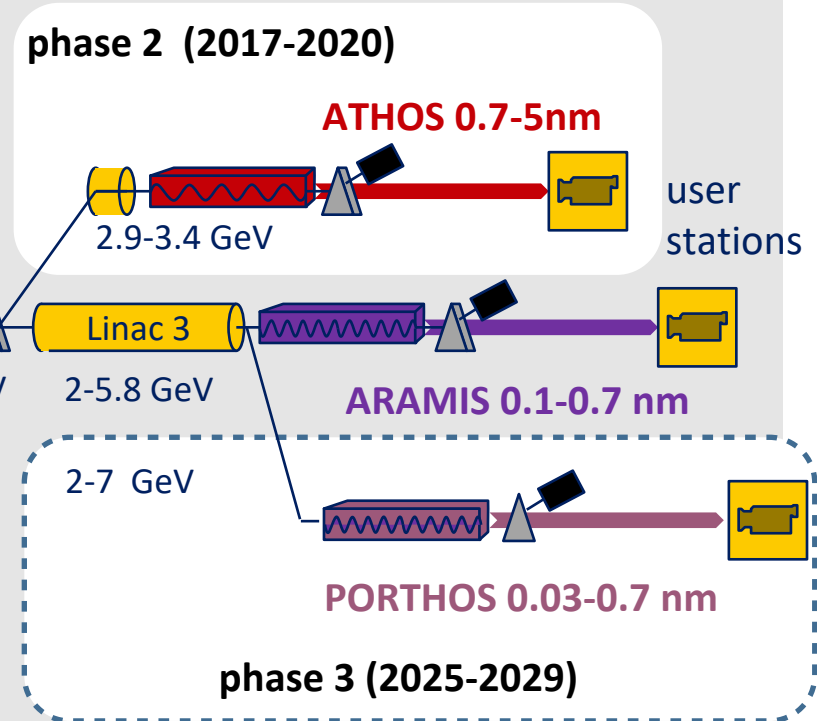 phase 2 (2017-2020)
ATHOS 0.7-5nm
user
stations
2.9-3.4 GeV
Linac 3
2-5.8 GeV
ARAMIS 0.1-0.7 nm
2-7 GeV
PORTHOS 0.03-0.7 nm
phase 3 (2025-2029)